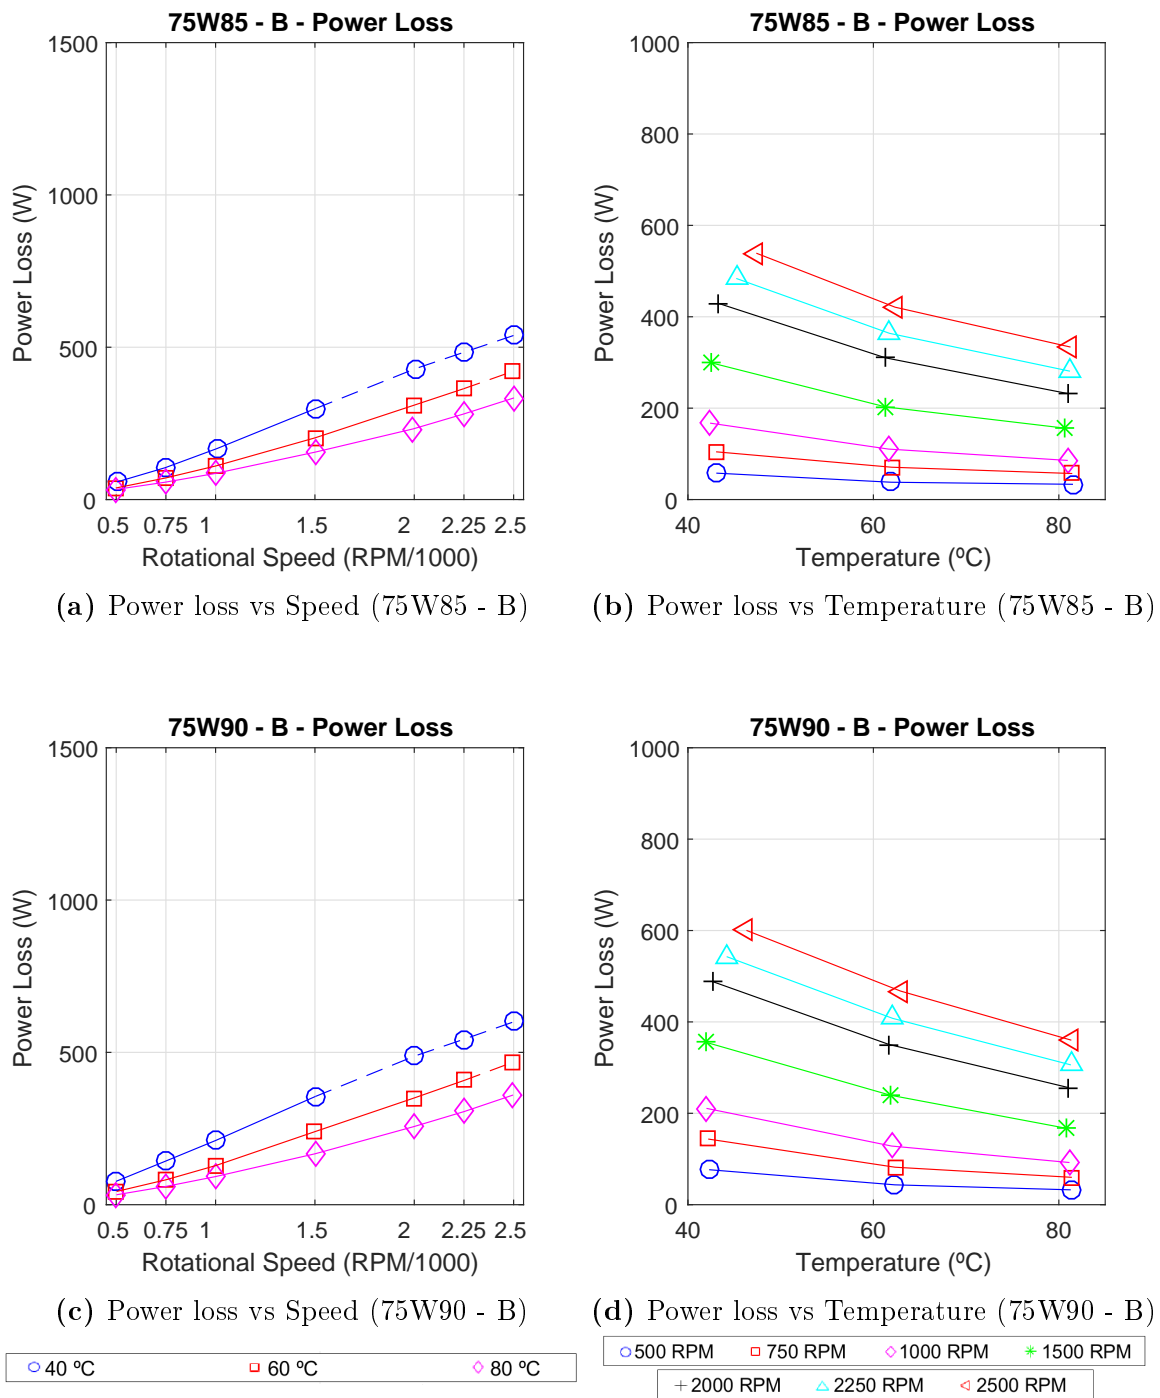 75W85 - B - Power Loss
1500
1000
500
0
Power Loss (W)
0.5 0.75 1 1.5 2 2.25 2.5
Rotational Speed (RPM/1000)
(a) Power loss vs Speed (75W85 - B)
75W85 - B - Power Loss
1000
800
600
400
200
0
Power Loss (W)
40 60 80
Temperature (ºC)
(b) Power loss vs Temperature (75W85 - B)
75W90 - B - Power Loss
1500
1000
500
0
Power Loss (W)
0.5 0.75 1 1.5 2 2.25 2.5
Rotational Speed (RPM/1000)
(c) Power loss vs Speed (75W90 - B)
75W90 - B - Power Loss
1000
800
600
400
200
0
Power Loss (W)
40 60 80
Temperature (ºC)
(d) Power loss vs Temperature (75W90 - B)
40 ºC 60 ºC 80 ºC
500 RPM 750 RPM 1000 RPM 1500 RPM
2000 RPM 2250 RPM 2500 RPM